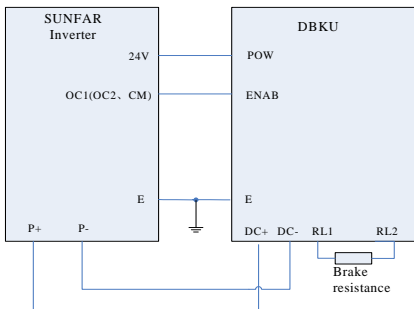 SUNFAR
Inverter
DBKU
24V
POW
OC1(OC2、CM)
ENAB
E
E
P+
P-
DC+
DC-
RL1
RL2
Brake
resistance